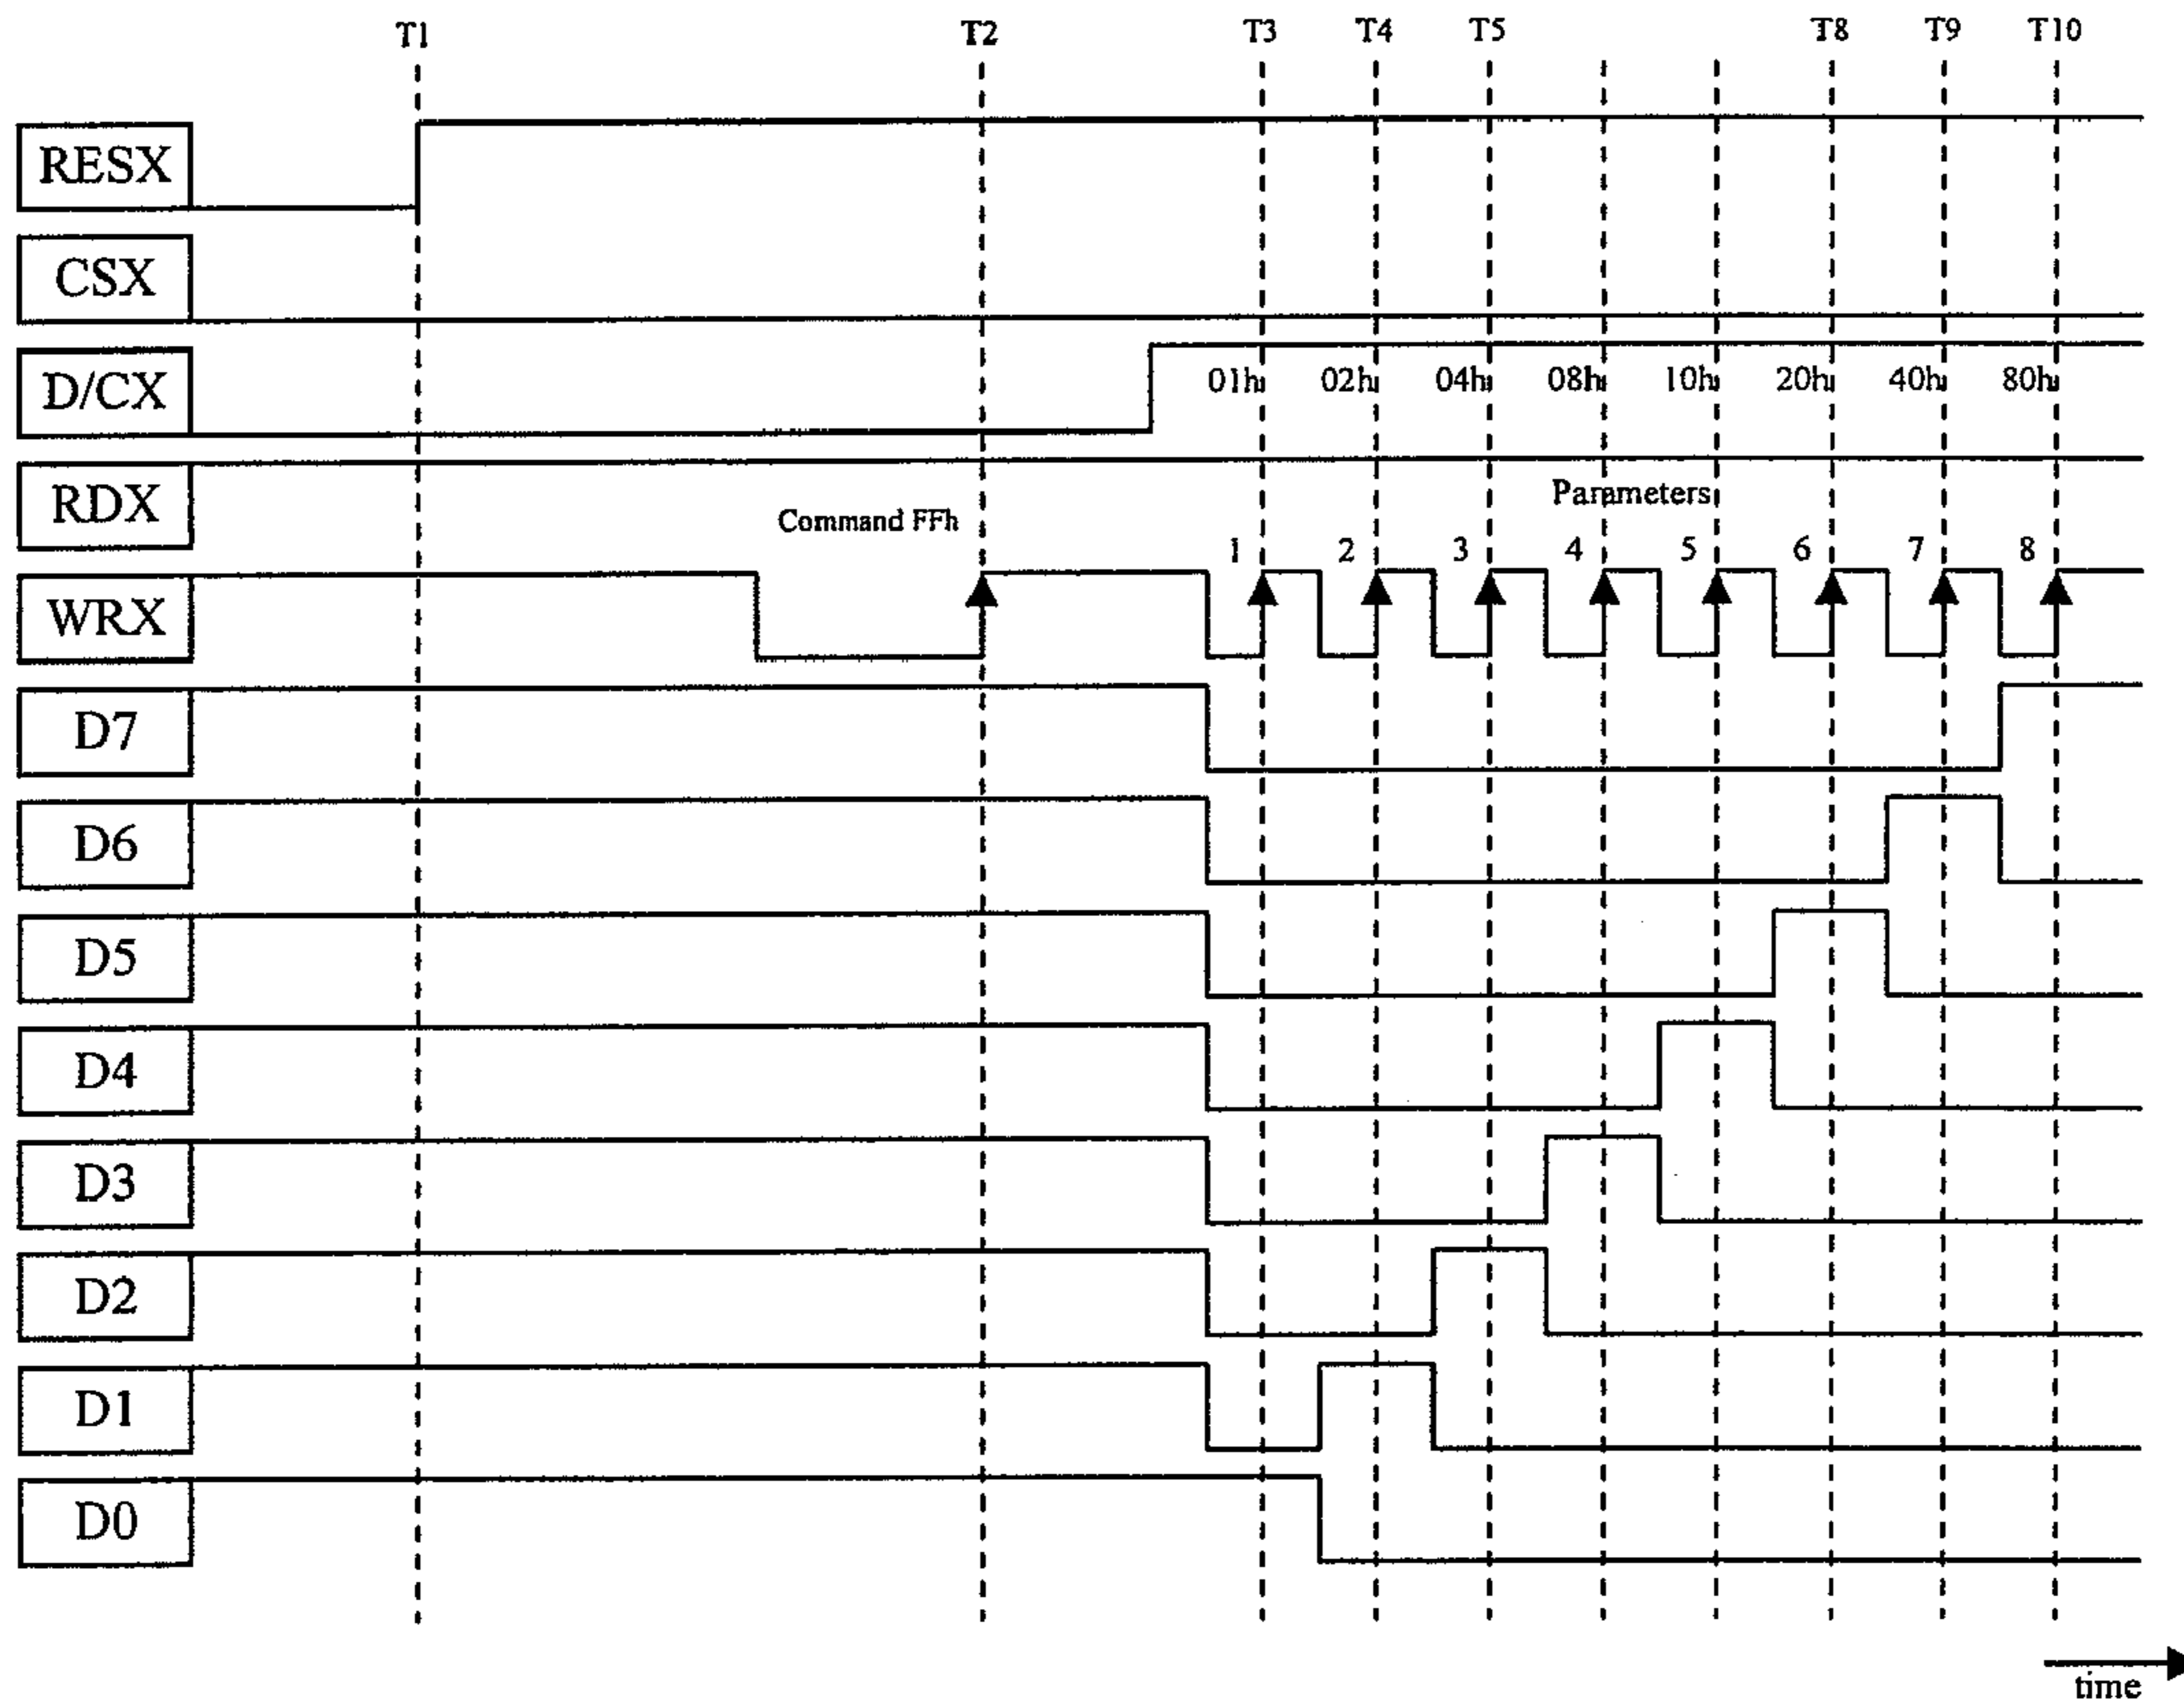 T1 T2 T3 T4 T5 T8 T9 T10
RESX
CSX
D/CX 01h 02h 04h 08h 10h 20h 40h 80h
RDX
Parameters
Command FFh
1 2 3 4 5 6 7 8
WRX
D7
D6
D5
D4
D3
D2
D1
D0
time